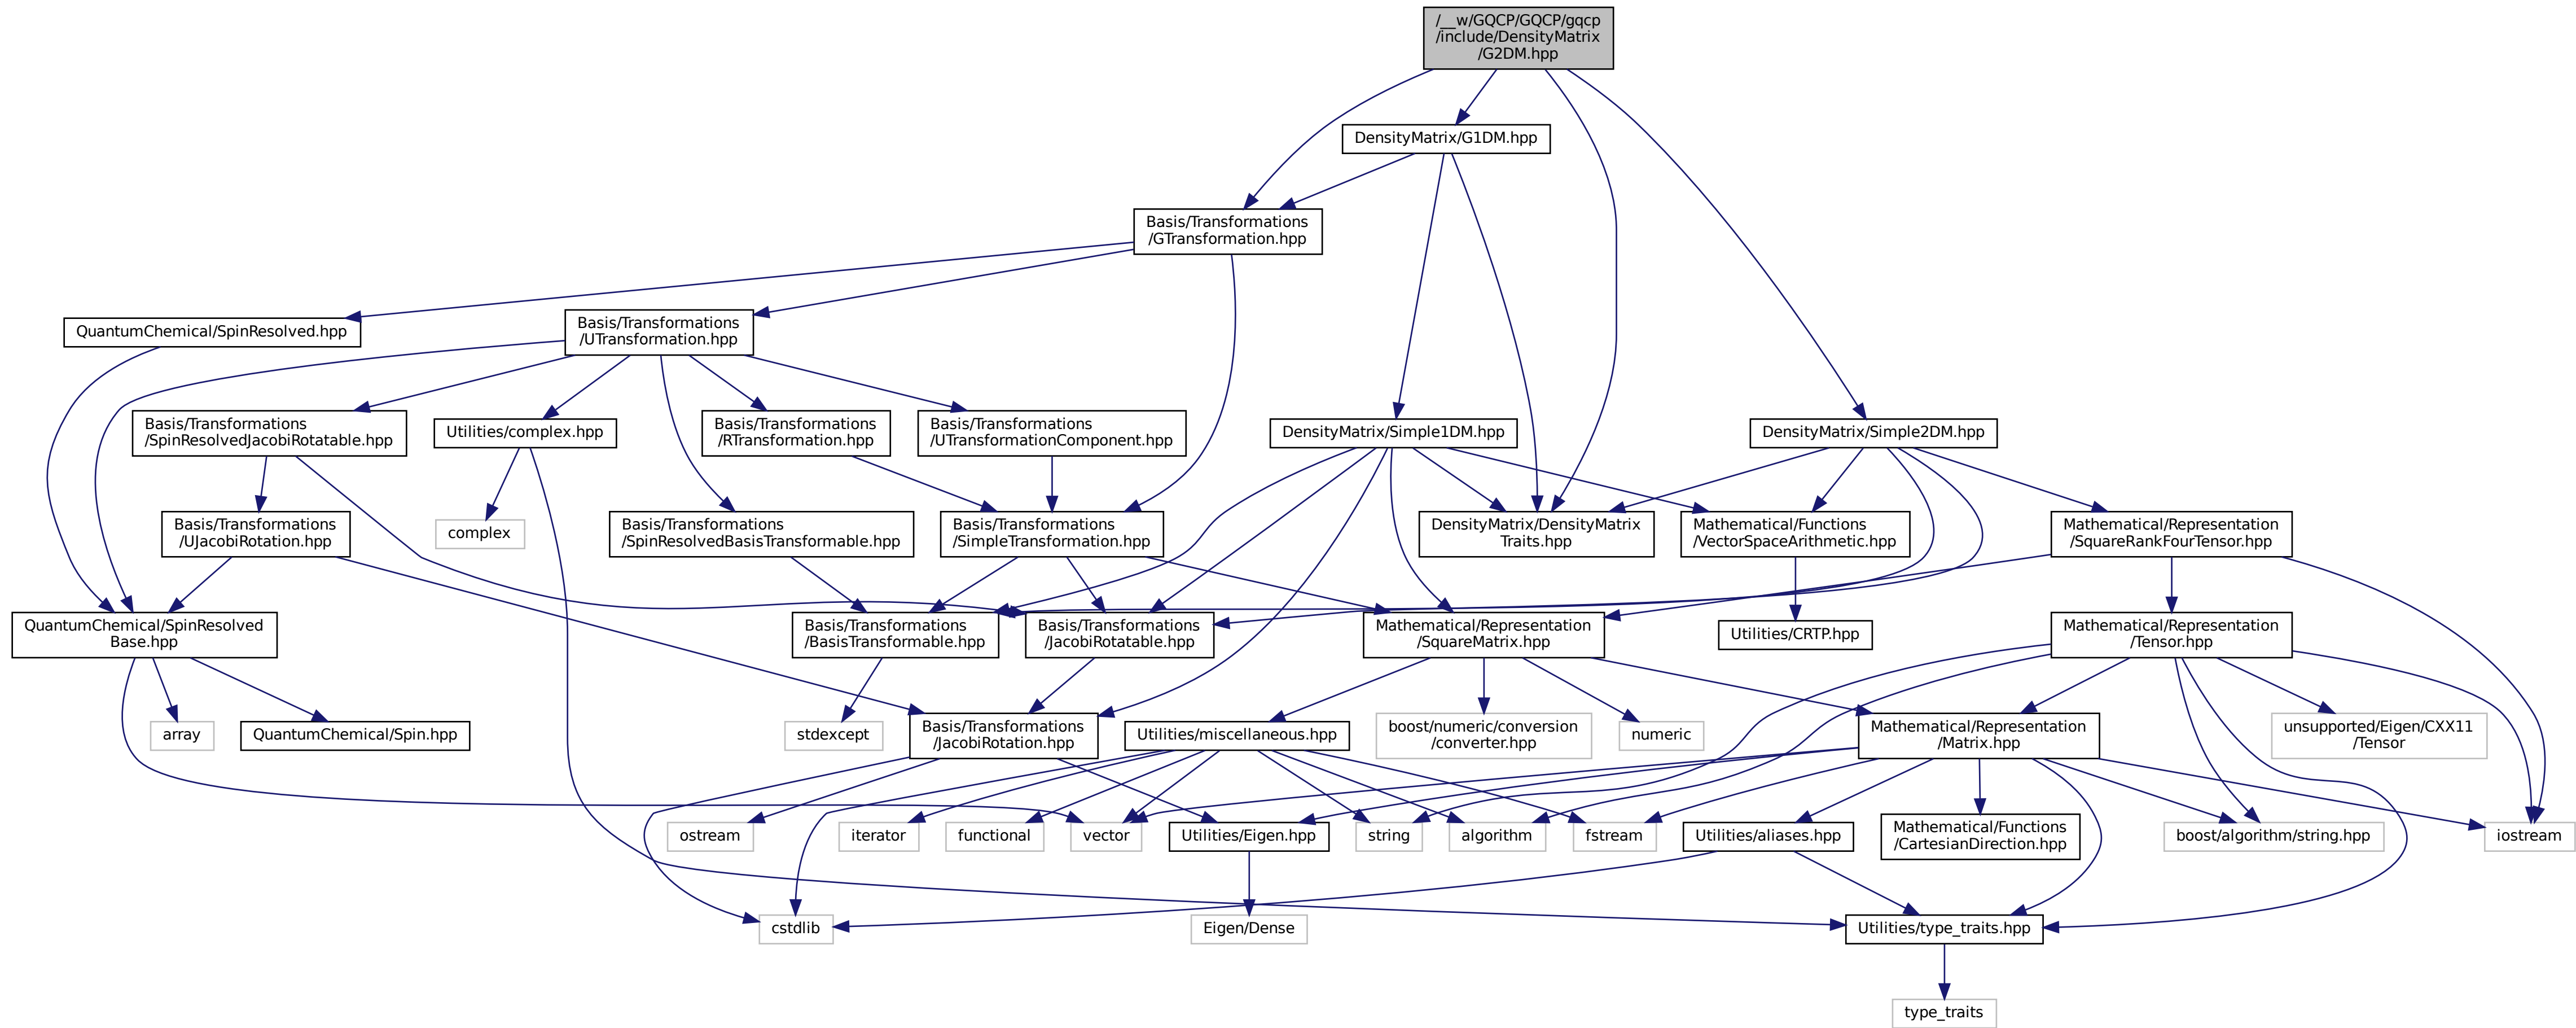 /__w/GQCP/GQCP/gqcp
/include/DensityMatrix
/G2DM.hpp
DensityMatrix/G1DM.hpp
Basis/Transformations
/GTransformation.hpp
QuantumChemical/SpinResolved.hpp
Basis/Transformations
/UTransformation.hpp
Basis/Transformations
/SpinResolvedJacobiRotatable.hpp
Utilities/complex.hpp
Basis/Transformations
/RTransformation.hpp
Basis/Transformations
/UTransformationComponent.hpp
DensityMatrix/Simple1DM.hpp
DensityMatrix/Simple2DM.hpp
Basis/Transformations
/UJacobiRotation.hpp
complex
Basis/Transformations
/SpinResolvedBasisTransformable.hpp
Basis/Transformations
/SimpleTransformation.hpp
DensityMatrix/DensityMatrix
Traits.hpp
Mathematical/Functions
/VectorSpaceArithmetic.hpp
Mathematical/Representation
/SquareRankFourTensor.hpp
QuantumChemical/SpinResolved
Base.hpp
Basis/Transformations
/BasisTransformable.hpp
Basis/Transformations
/JacobiRotatable.hpp
Mathematical/Representation
/SquareMatrix.hpp
Utilities/CRTP.hpp
Mathematical/Representation
/Tensor.hpp
array
QuantumChemical/Spin.hpp
stdexcept
Basis/Transformations
/JacobiRotation.hpp
Utilities/miscellaneous.hpp
boost/numeric/conversion
/converter.hpp
numeric
Mathematical/Representation
/Matrix.hpp
unsupported/Eigen/CXX11
/Tensor
ostream
iterator
functional
vector
Utilities/Eigen.hpp
string
algorithm
fstream
Utilities/aliases.hpp
Mathematical/Functions
/CartesianDirection.hpp
boost/algorithm/string.hpp
iostream
cstdlib
Eigen/Dense
Utilities/type_traits.hpp
type_traits